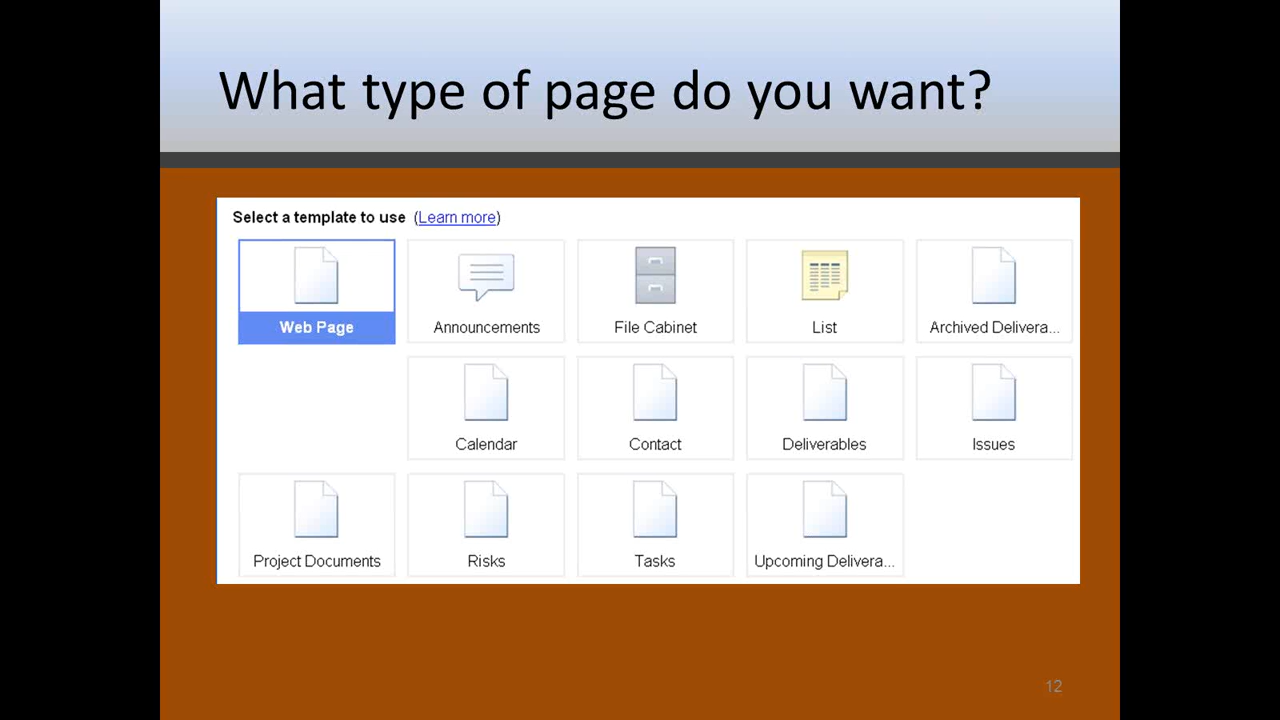 What type of page do you want?
Select a template to use (Learn more)
Web Page
Announcements
File Cabinet
List
Archived Delivera...
Calendar
Contact
Deliverables
Issues
Project Documents
Risks
Tasks
Upcoming Delivera...
12